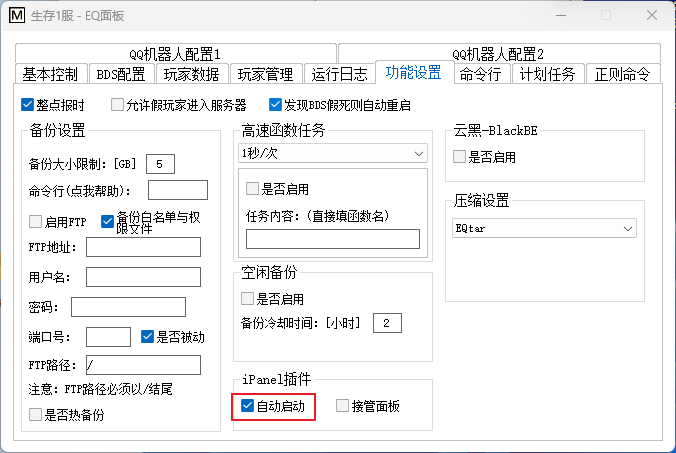 生存1服 - EQ面板
QQ机器人配置1 QQ机器人配置2
基本控制 BDS配置 玩家数据 玩家管理 运行日志 功能设置 命令行 计划任务 正则命令
整点报时 允许假玩家进入服务器 发现BDS假死则自动重启
备份设置
备份大小限制：[GB] 5
命令行(点我帮助)：
启用FTP 备份白名单与权
限文件
FTP地址：
用户名：
密码：
端口号： 是否被动
FTP路径： /
注意：FTP路径必须以/结尾
是否热备份
高速函数任务
1秒/次
是否启用
任务内容：(直接填函数名)
空闲备份
是否启用
备份冷却时间：[小时] 2
iPanel插件
自动启动 接管面板
云黑-BlackBE
是否启用
压缩设置
EQtar